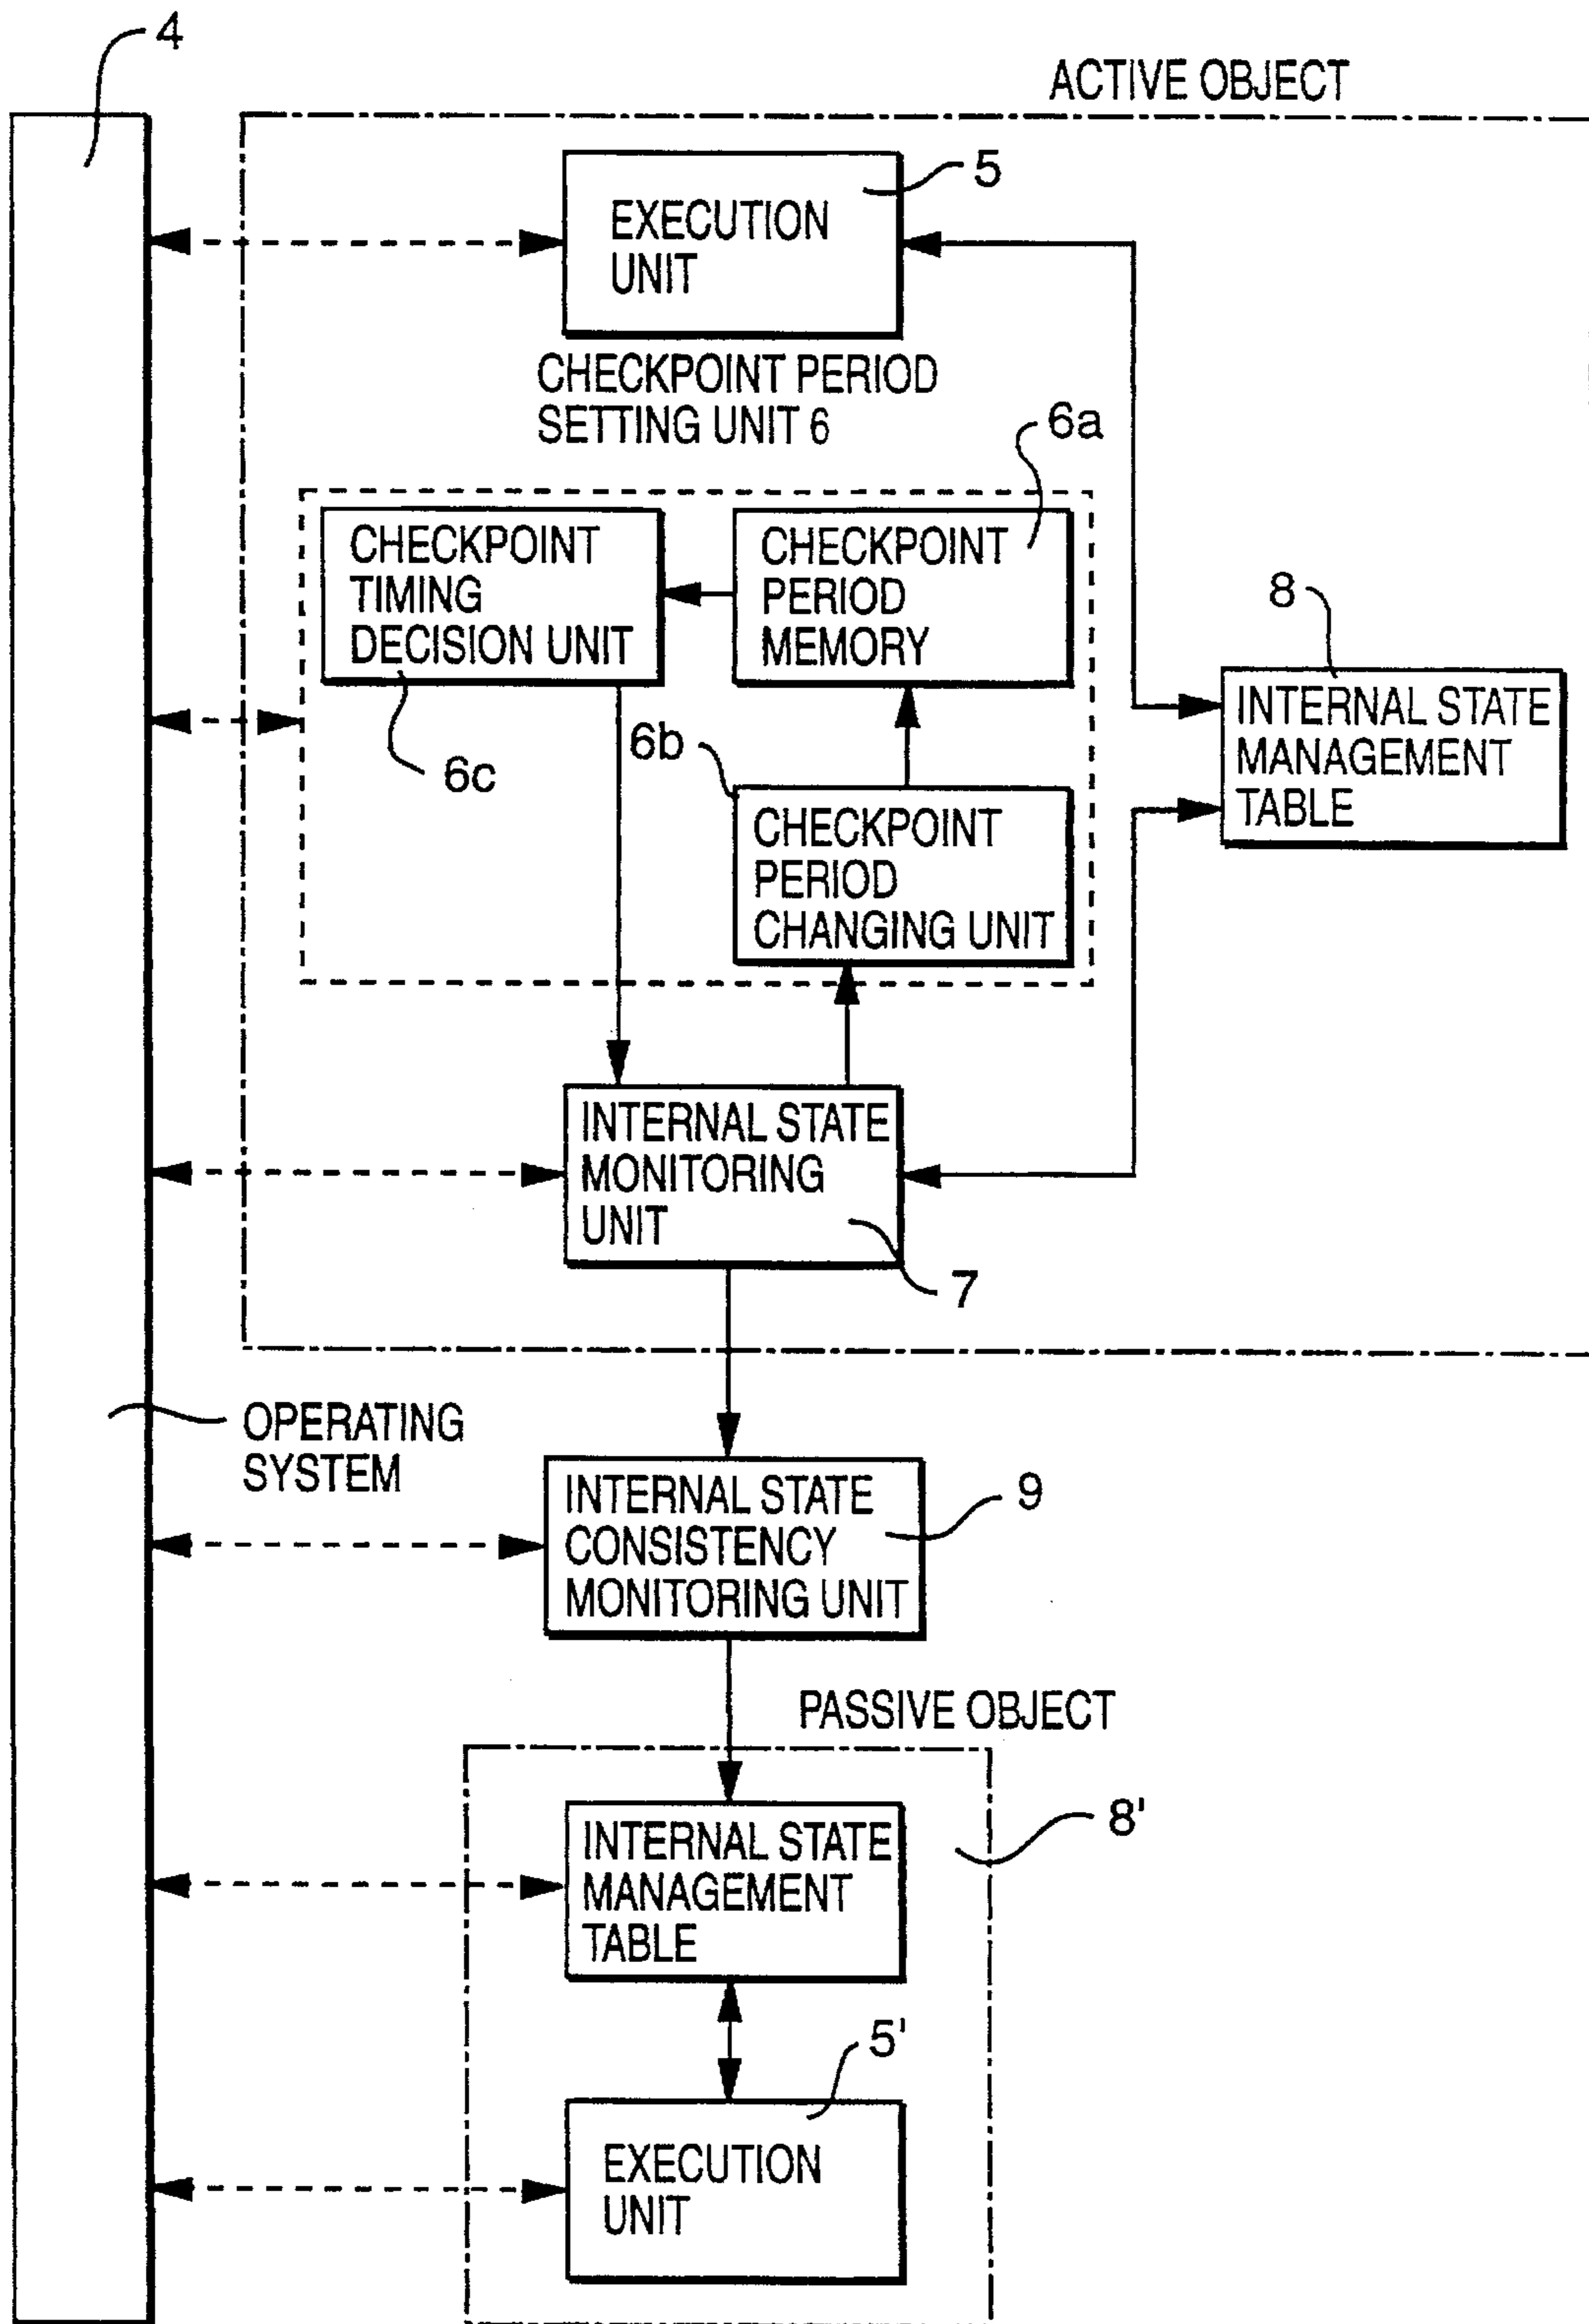 4
ACTIVE OBJECT
5
EXECUTION
UNIT
CHECKPOINT PERIOD
SETTING UNIT 6
6a
CHECKPOINT
TIMING
DECISION UNIT
CHECKPOINT
PERIOD
MEMORY
8
INTERNAL STATE
MANAGEMENT
TABLE
6c
6b
CHECKPOINT
PERIOD
CHANGING UNIT
INTERNAL STATE
MONITORING
UNIT
7
OPERATING
SYSTEM
INTERNAL STATE
CONSISTENCY
MONITORING UNIT
9
PASSIVE OBJECT
INTERNAL STATE
MANAGEMENT
TABLE
8'
5'
EXECUTION
UNIT